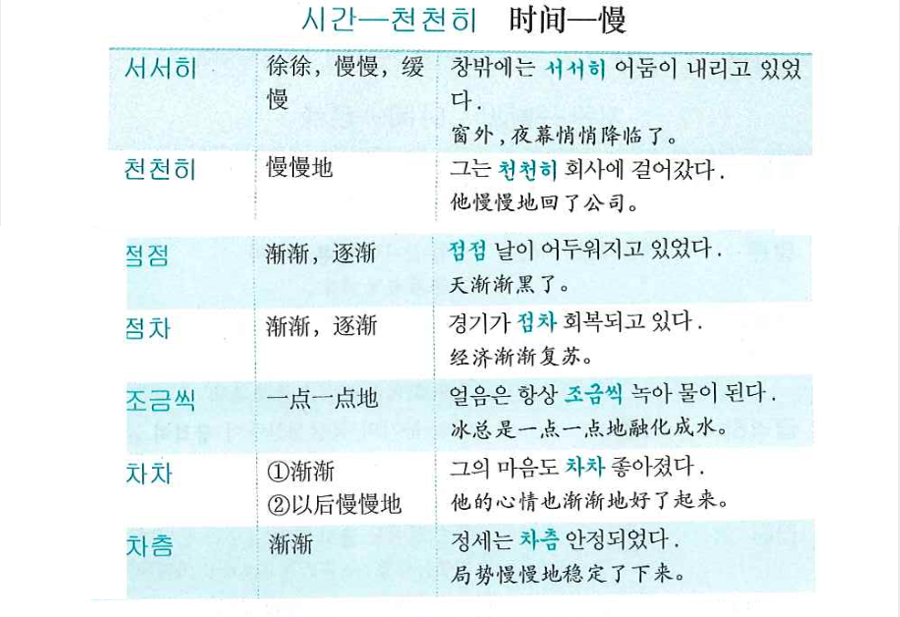 시간—천천히 时间—慢
서서히 徐徐，慢慢，缓慢 창밖에는 서서히 어둠이 내리고 있었다.
窗外，夜幕悄悄降临了。
천천히 慢慢地 그는 천천히 회사에 걸어갔다.
他慢慢地回了公司。
점점 渐渐，逐渐 점점 날이 어두워지고 있었다.
天渐渐黑了。
점차 渐渐，逐渐 경기가 점차 회복되고 있다.
经济渐渐复苏。
조금씩 一点一点地 얼음은 항상 조금씩 녹아 물이 된다.
冰总是一点一点地融化成水。
차차 ①渐渐 그의 마음도 차차 좋아졌다.
②以后慢慢地 他的心情也渐渐地好了起来。
차츰 渐渐 정세는 차츰 안정되었다.
局势慢慢地稳定了下来。